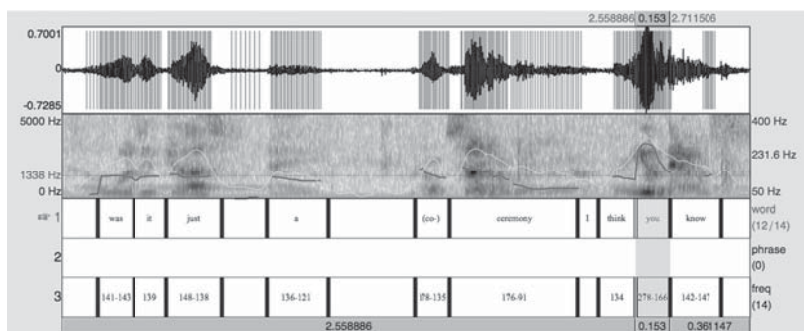 2.558886 0.153 2.711506
0.7001
0
-0.7285
5000 Hz 400 Hz
231.6 Hz
1338 Hz
0 Hz 50 Hz
1 was it just a (co-) ceremony I think you know word
(12/14)
2 phrase
(0)
3 141-143 139 148-138 136-121 176-91 134 278-166 freq
(14)
2.558886 0.153 0.361147